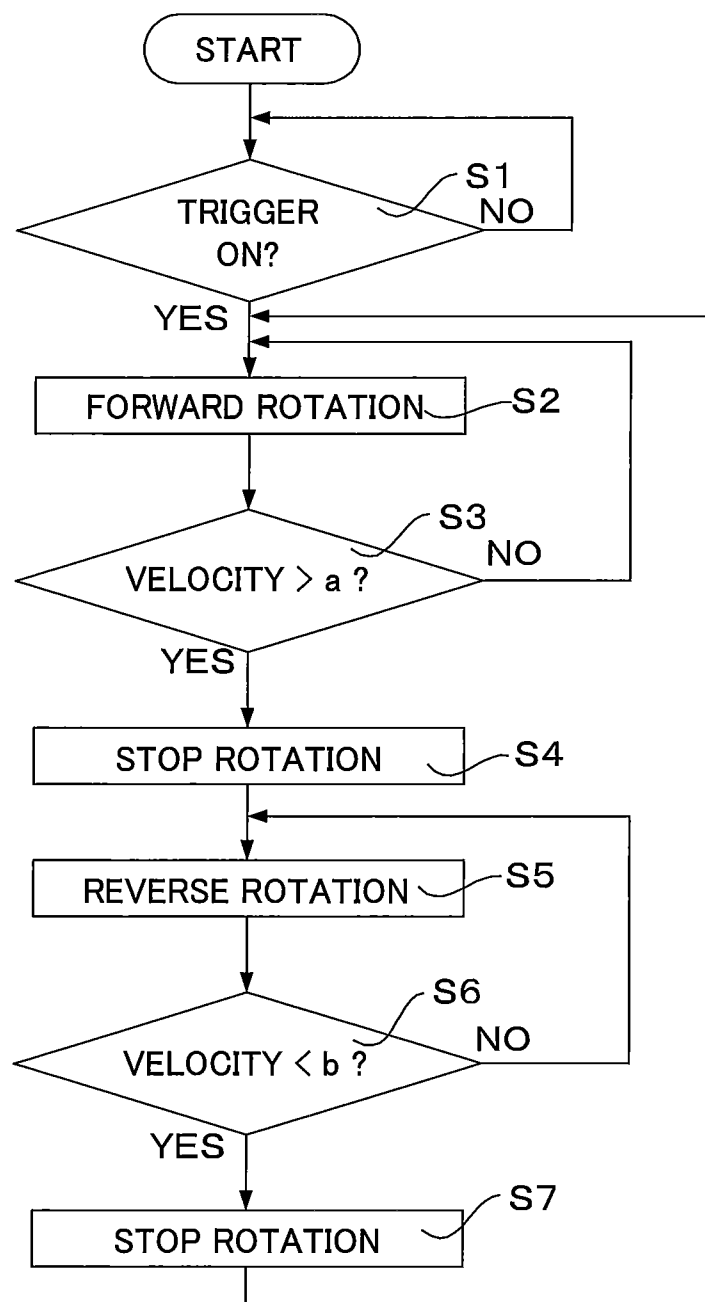 START
S1
TRIGGER
ON?
NO
YES
FORWARD ROTATION
S2
S3
VELOCITY > a ?
NO
YES
STOP ROTATION
S4
REVERSE ROTATION
S5
S6
VELOCITY < b ?
NO
YES
STOP ROTATION
S7